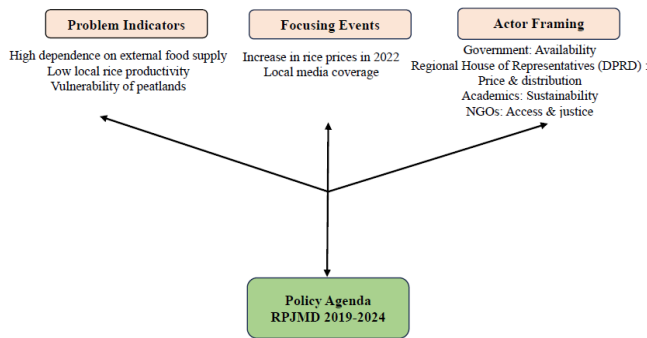 Problem Indicators
High dependence on external food supply
Low local rice productivity
Vulnerability of peatlands
Focusing Events
Increase in rice prices in 2022
Local media coverage
Actor Framing
Government: Availability
Regional House of Representatives (DPRD) :
Price & distribution
Academics: Sustainability
NGOs: Access & justice
Policy Agenda
RPJMD 2019-2024